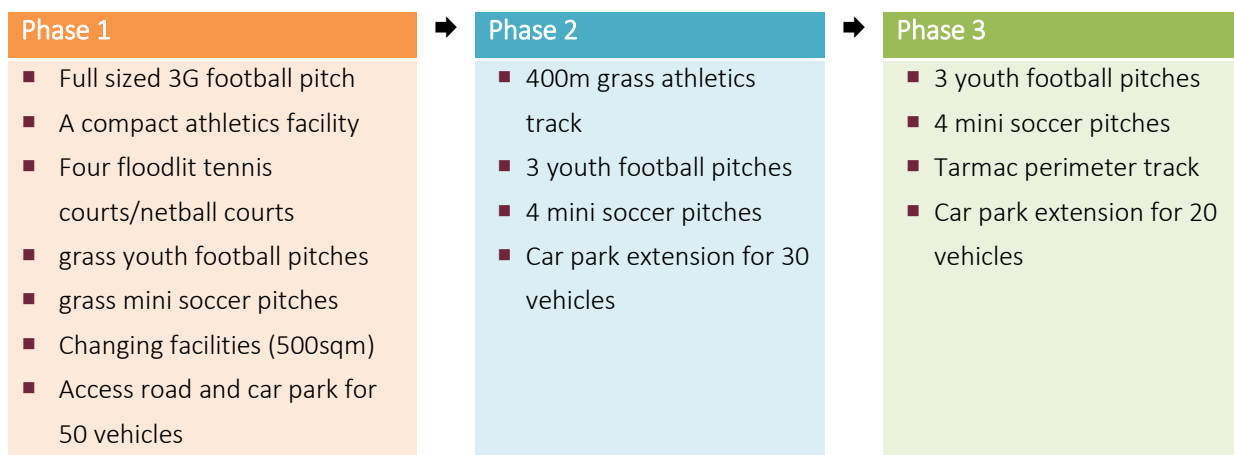 Phase 1
Full sized 3G football pitch
A compact athletics facility
Four floodlit tennis
courts/netball courts
grass youth football pitches
grass mini soccer pitches
Changing facilities (500sqm)
Access road and car park for
50 vehicles
Phase 2
400m grass athletics
track
3 youth football pitches
4 mini soccer pitches
Car park extension for 30
vehicles
Phase 3
3 youth football pitches
4 mini soccer pitches
Tarmac perimeter track
Car park extension for 20
vehicles